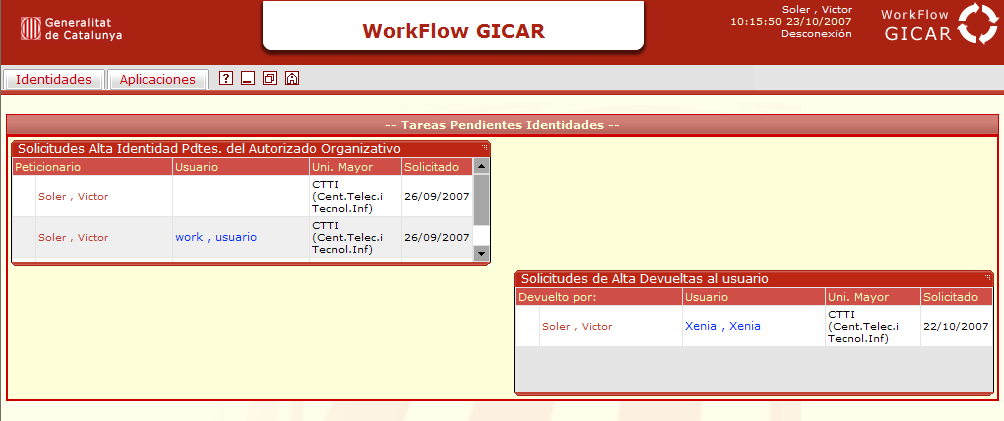 Generalitat
de Catalunya
WorkFlow GICAR
Soler , Victor
10:15:50 23/10/2007
Desconexión
WorkFlow
GICAR
Identidades
Aplicaciones
?
-- Tareas Pendientes Identidades --
Solicitudes Alta Identidad Pdtes. del Autorizado Organizativo
Peticionario Usuario Uni. Mayor Solicitado
CTTI
Soler , Victor (Cent.Telec.i 26/09/2007
Tecnol.Inf)
CTTI
Soler , Victor work , usuario (Cent.Telec.i 26/09/2007
Tecnol.Inf)
Solicitudes de Alta Devueltas al usuario
Devuelto por: Usuario Uni. Mayor Solicitado
CTTI
Soler , Victor Xenia , Xenia (Cent.Telec.i 22/10/2007
Tecnol.Inf)